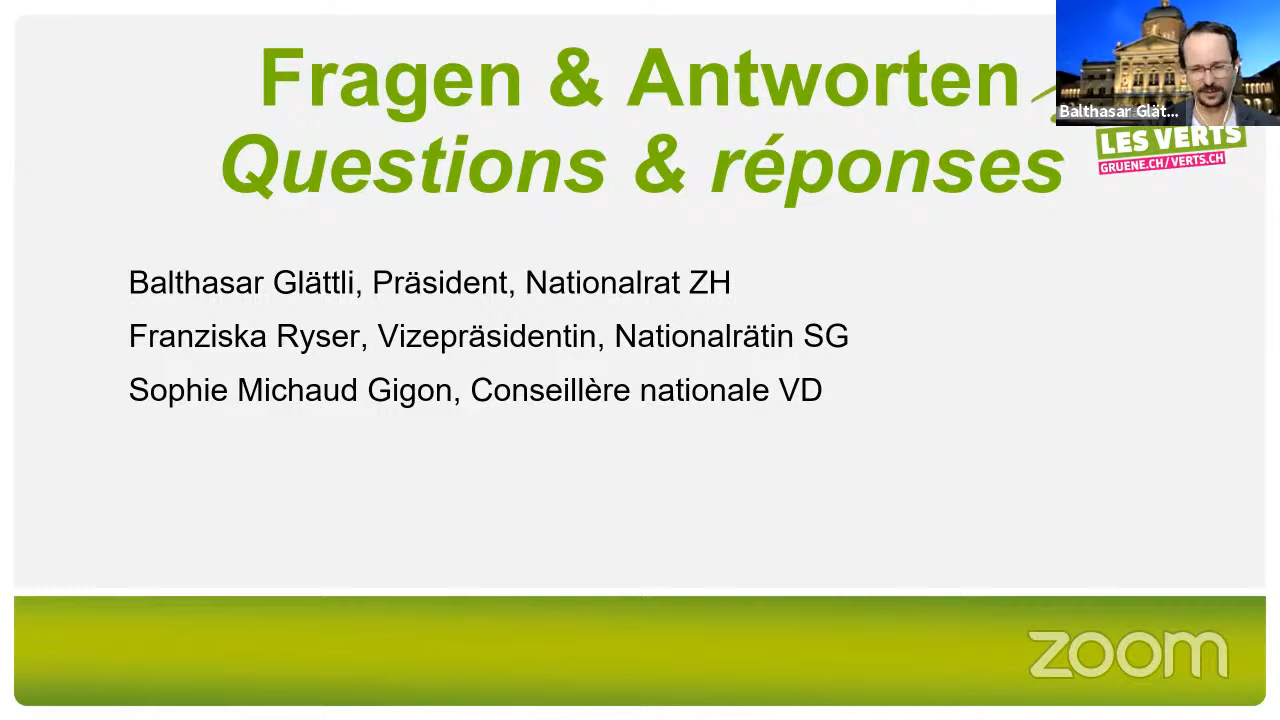 Fragen & Antworten
Questions & réponses
Balthasar Glät...
LES VERTS
GRUENE.CH/VERTS.CH
Balthasar Glättli, Präsident, Nationalrat ZH
Franziska Ryser, Vizepräsidentin, Nationalrätin SG
Sophie Michaud Gigon, Conseillère nationale VD
zoom